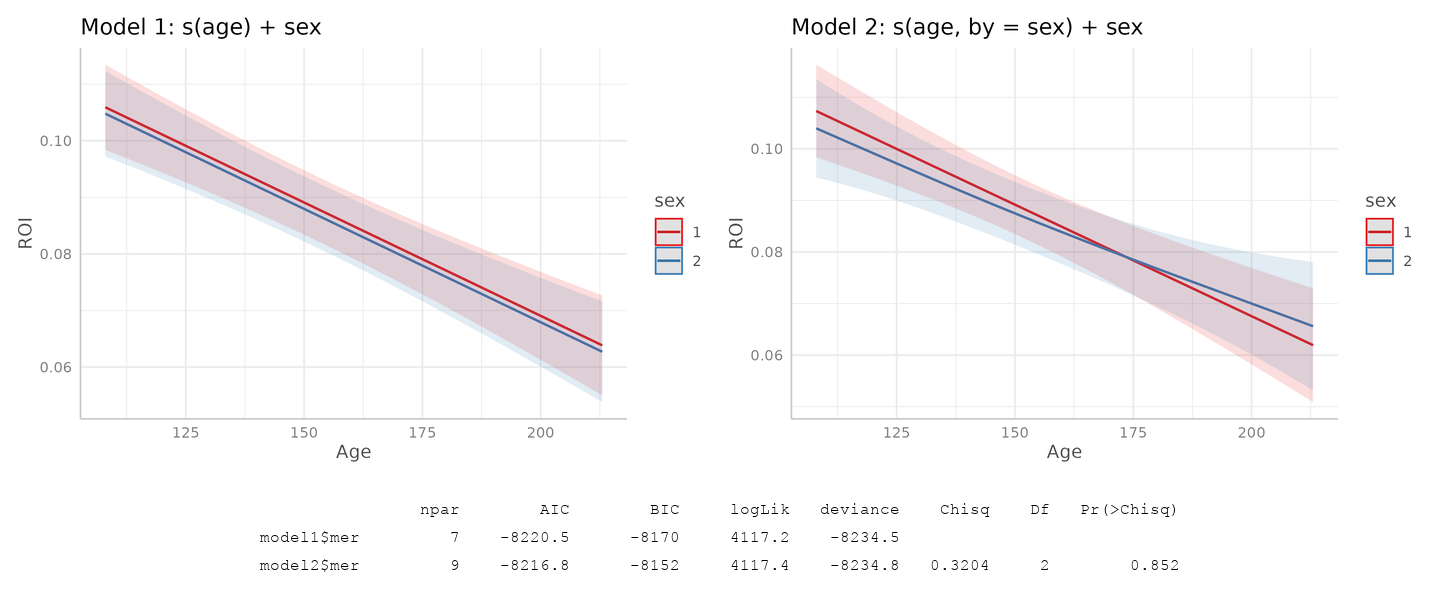 Model 1: s(age) + sex
ROI
0.10
0.08
0.06
125 150 175 200
Age
sex
1
2
Model 2: s(age, by = sex) + sex
ROI
0.10
0.08
0.06
125 150 175 200
Age
sex
1
2
npar AIC BIC logLik deviance Chisq Df Pr(>Chisq)
model1$mer 7 -8220.5 -8170 4117.2 -8234.5
model2$mer 9 -8216.8 -8152 4117.4 -8234.8 0.3204 2 0.852